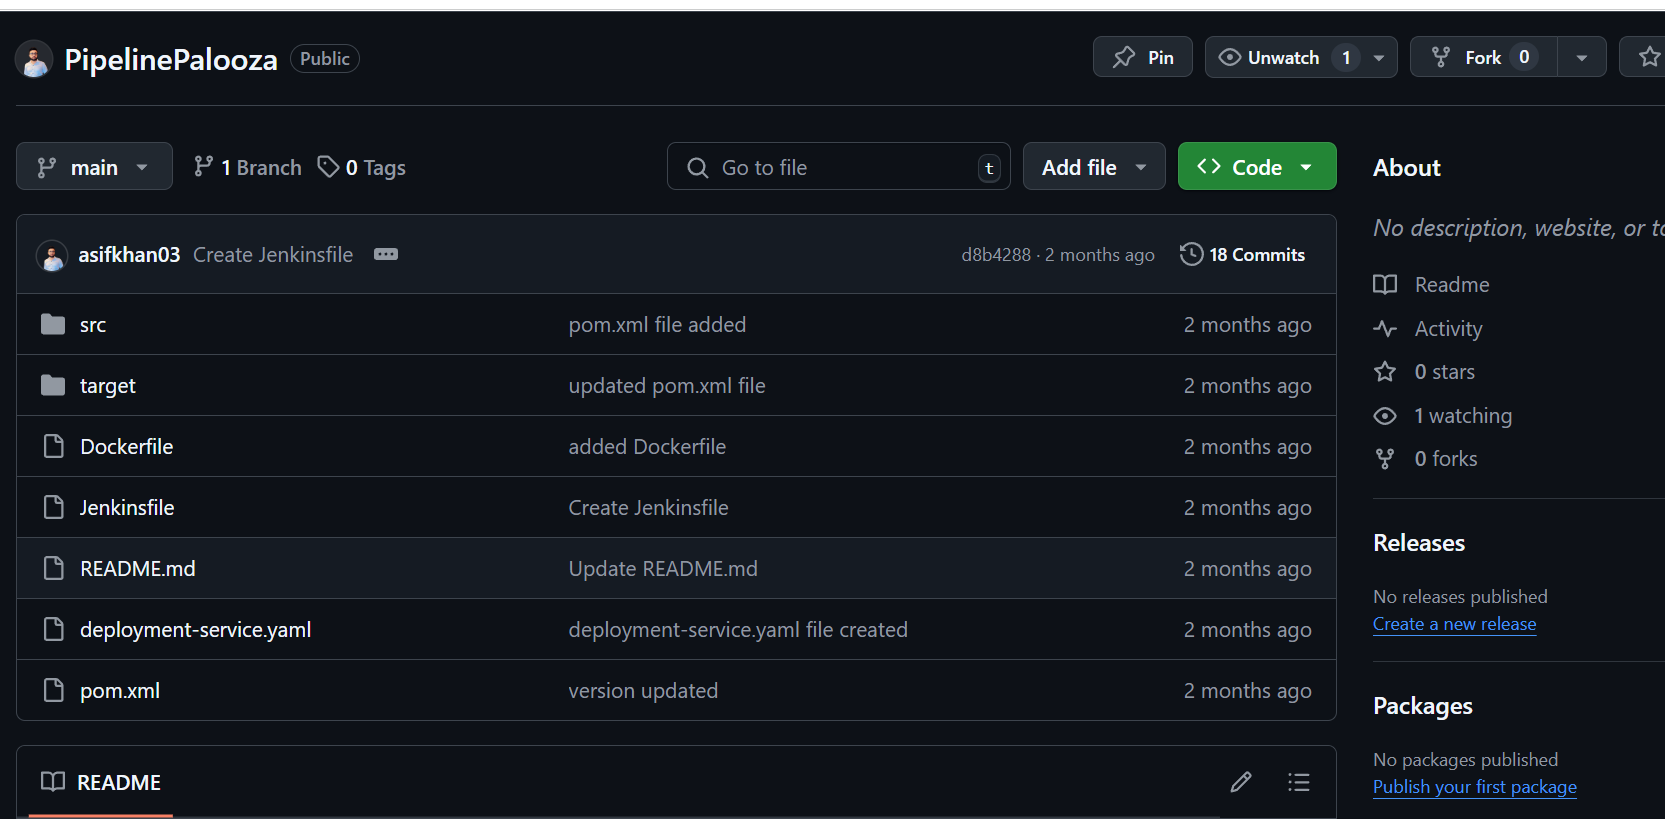 PipelinePalooza Public Pin Unwatch 1 Fork 0
main 1 Branch 0 Tags Go to file t Add file Code
asifkhan03 Create Jenkinsfile d8b4288 · 2 months ago 18 Commits
src pom.xml file added 2 months ago
target updated pom.xml file 2 months ago
Dockerfile added Dockerfile 2 months ago
Jenkinsfile Create Jenkinsfile 2 months ago
README.md Update README.md 2 months ago
deployment-service.yaml deployment-service.yaml file created 2 months ago
pom.xml version updated 2 months ago
README
About
No description, website, or to
Readme
Activity
0 stars
1 watching
0 forks
Releases
No releases published
Create a new release
Packages
No packages published
Publish your first package